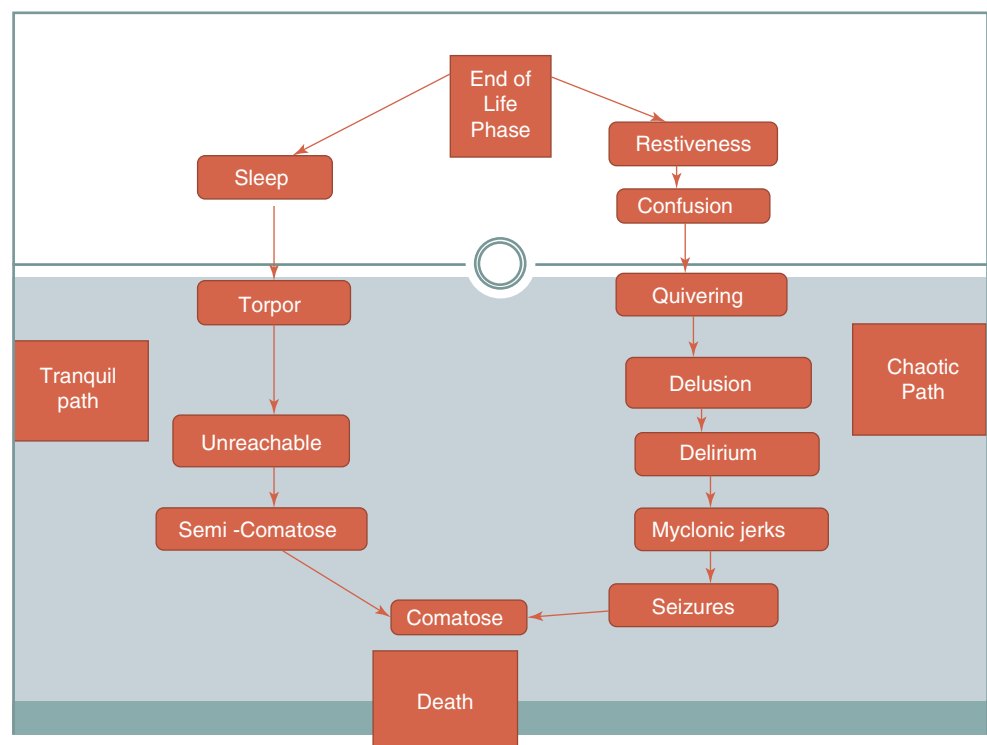 End of
Life
Phase
Restiveness
Sleep
Confusion
Torpor
Quivering
Tranquil
path
Chaotic
Path
Delusion
Unreachable
Delirium
Semi -Comatose
Myclonic jerks
Comatose
Seizures
Death